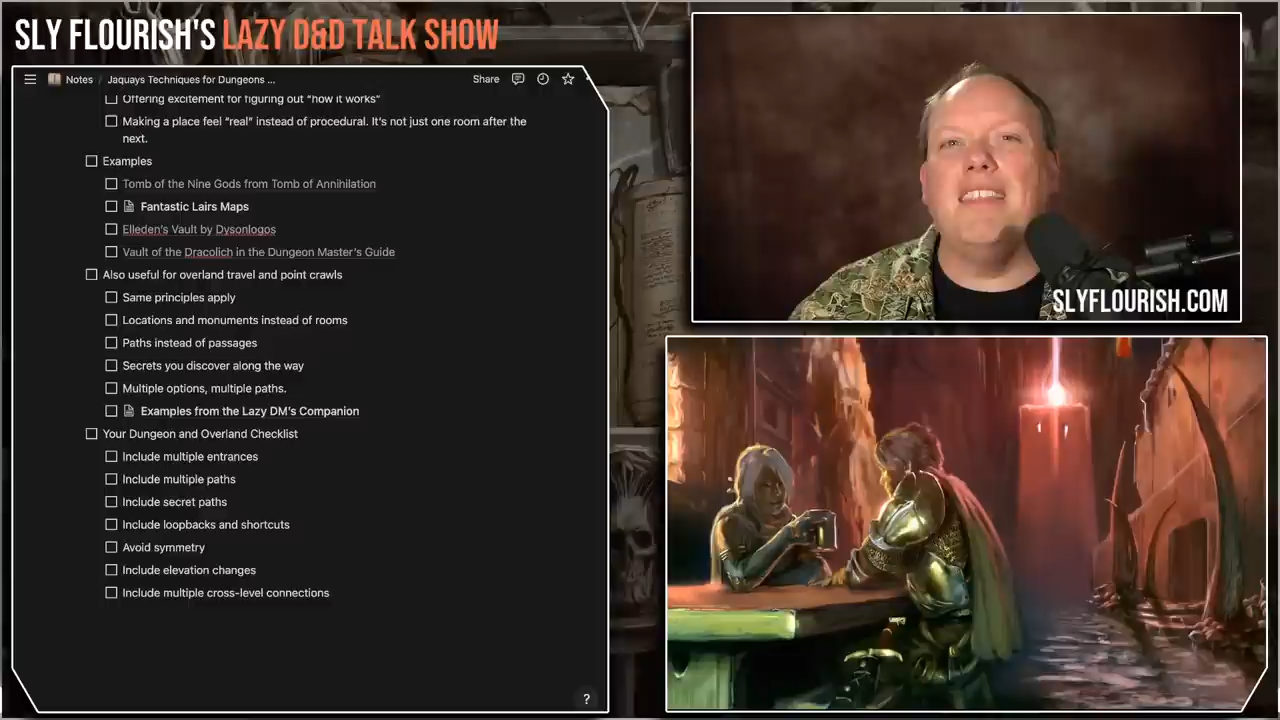 SLY FLOURISH'S LAZY D&D TALK SHOW
Notes / Jaquays Techniques for Dungeons ...
Share
Offering excitement for figuring out “how it works”
Making a place feel “real” instead of procedural. It's not just one room after the
next.
Examples
Tomb of the Nine Gods from Tomb of Annihilation
Fantastic Lairs Maps
Elleden's Vault by Dysonlogos
Vault of the Dracolich in the Dungeon Master's Guide
Also useful for overland travel and point crawls
Same principles apply
Locations and monuments instead of rooms
Paths instead of passages
Secrets you discover along the way
Multiple options, multiple paths.
Examples from the Lazy DM's Companion
Your Dungeon and Overland Checklist
Include multiple entrances
Include multiple paths
Include secret paths
Include loopbacks and shortcuts
Avoid symmetry
Include elevation changes
Include multiple cross-level connections
?
SLYFLOURISH.COM